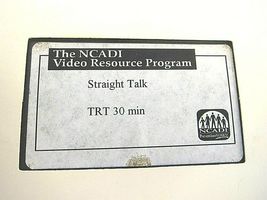 The NCADI
Video Resource Program
Straight Talk
TRT 30 min
NCADI